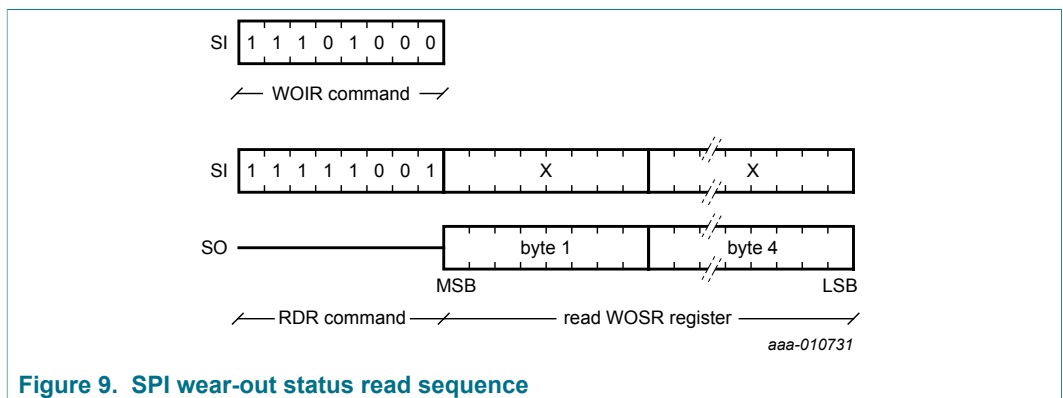 SI 1 1 1 0 1 0 0 0
WOIR command
SI 1 1 1 1 1 0 0 1 X X
SO byte 1 byte 4
MSB LSB
RDR command read WOSR register
aaa-010731
Figure 9. SPI wear-out status read sequence